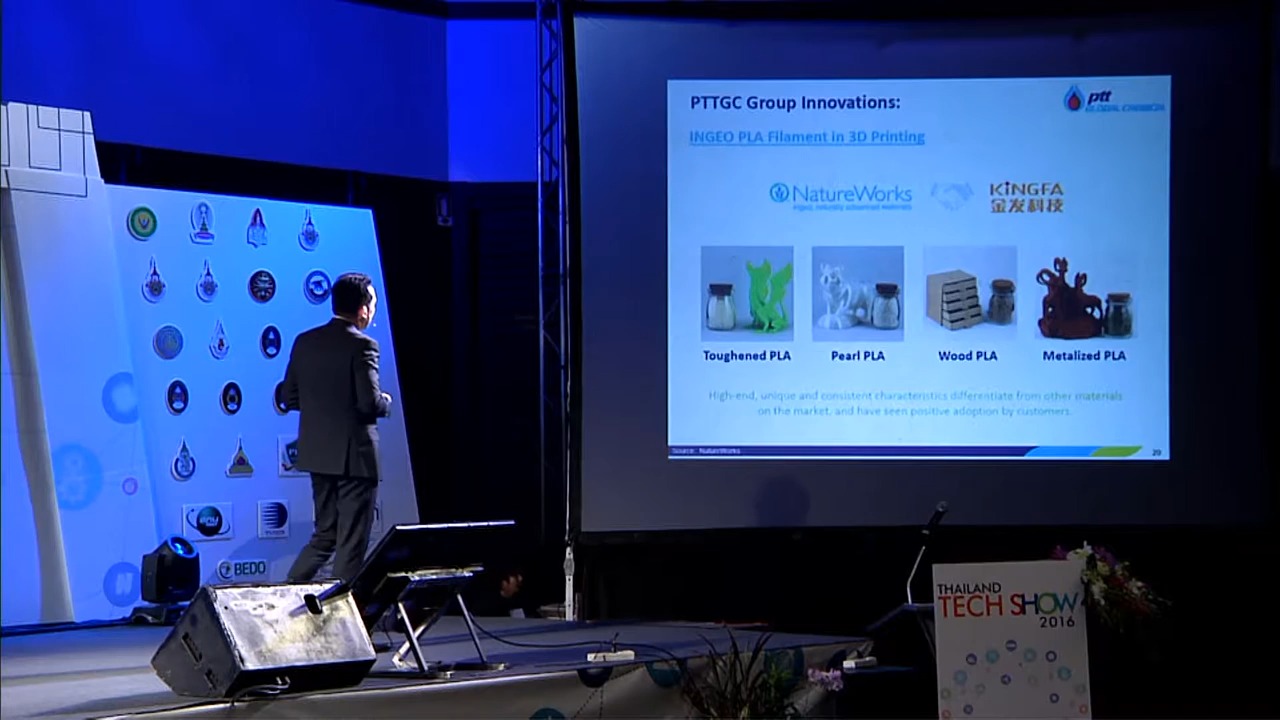 PTTGC Group Innovations:
ptt
GLOBAL CHEMICAL
INGEO PLA Filament in 3D Printing
NatureWorks
KINGFA
金发科技
Toughened PLA
Pearl PLA
Wood PLA
Metalized PLA
High-end, unique and consistent characteristics differentiate from other materials
on the market, and have seen positive adoption by customers.
Source: NatureWorks
20
BEDO
THAILAND
TECH SHOW
2016